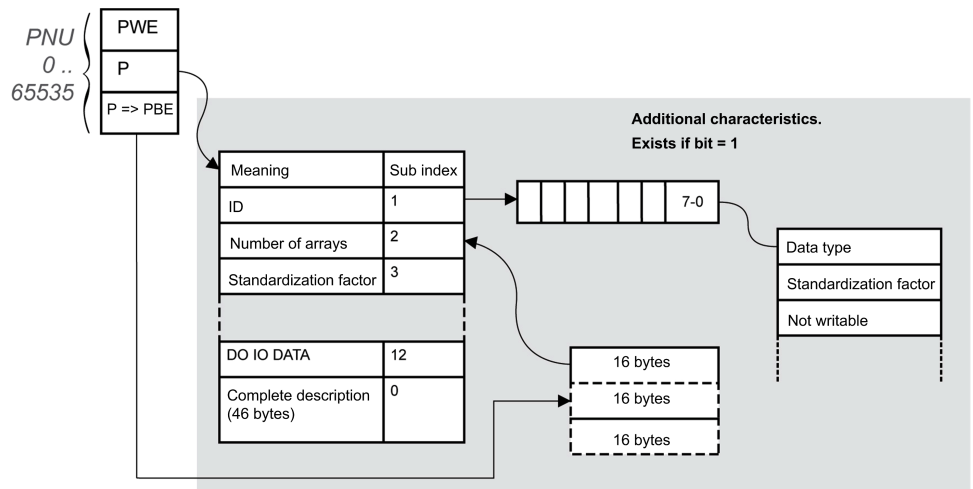 PNU
0 ..
65535
PWE
P
P => PBE
Additional characteristics.
Exists if bit = 1
Meaning
Sub index
ID
1
Number of arrays
2
Standardization factor
3
DO IO DATA
12
Complete description
(46 bytes)
0
7-0
Data type
Standardization factor
Not writable
16 bytes
16 bytes
16 bytes